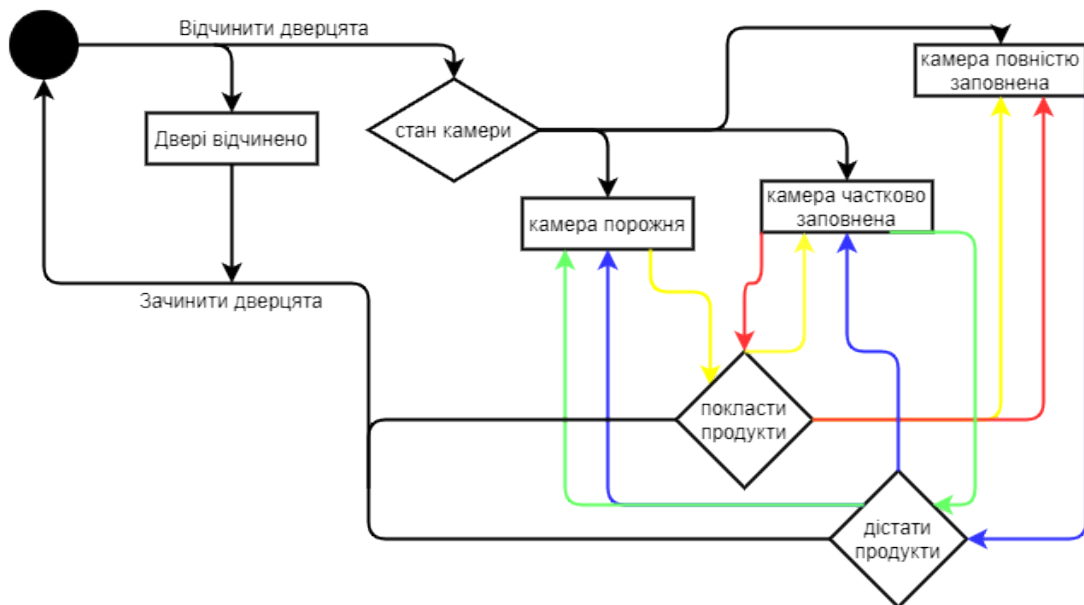 Відчинити дверцята
камера повністю
заповнена
стан камери
Двері відчинено
камера частково
заповнена
камера порожня
Зачинити дверцята
покласти
продукти
дістати
продукти